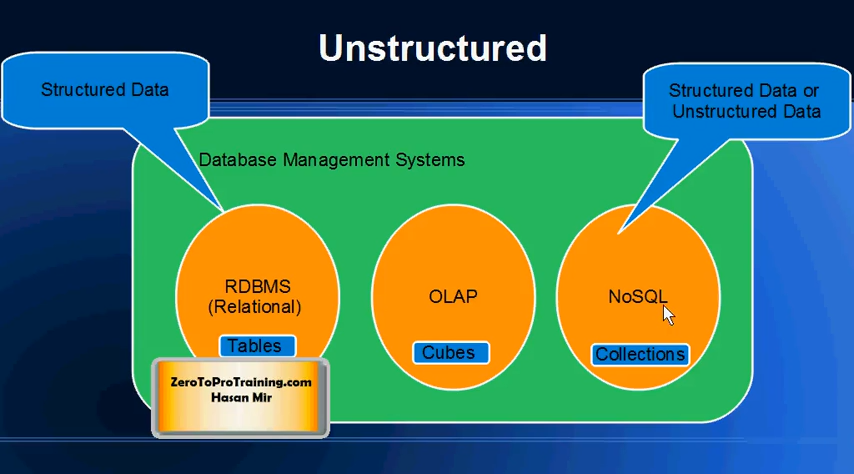 Unstructured
Structured Data
Structured Data or
Unstructured Data
Database Management Systems
RDBMS
(Relational)
Tables
OLAP
Cubes
NoSQL
Collections
ZeroToProTraining.com
Hasan Mir